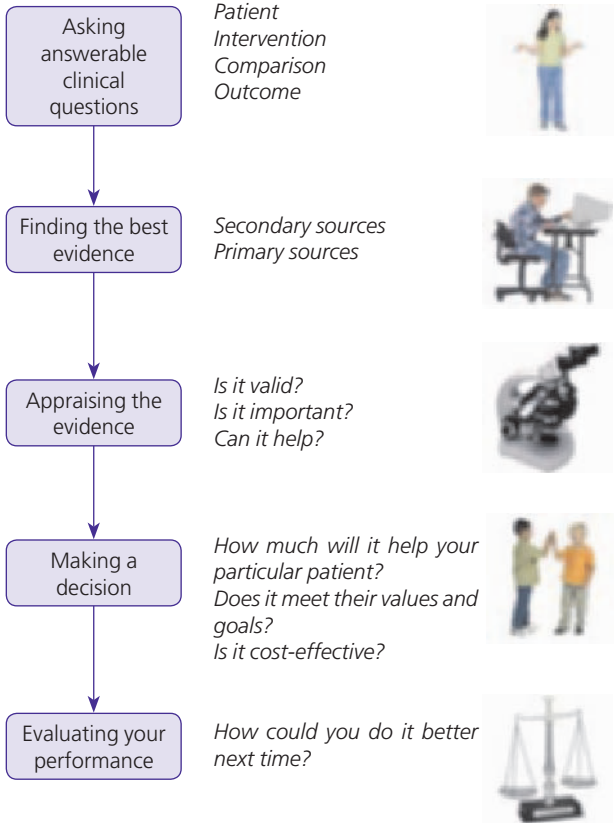 Asking
answerable
clinical
questions
Patient
Intervention
Comparison
Outcome
Finding the best
evidence
Secondary sources
Primary sources
Appraising the
evidence
Is it valid?
Is it important?
Can it help?
Making a
decision
How much will it help your
particular patient?
Does it meet their values and
goals?
Is it cost-effective?
Evaluating your
performance
How could you do it better
next time?